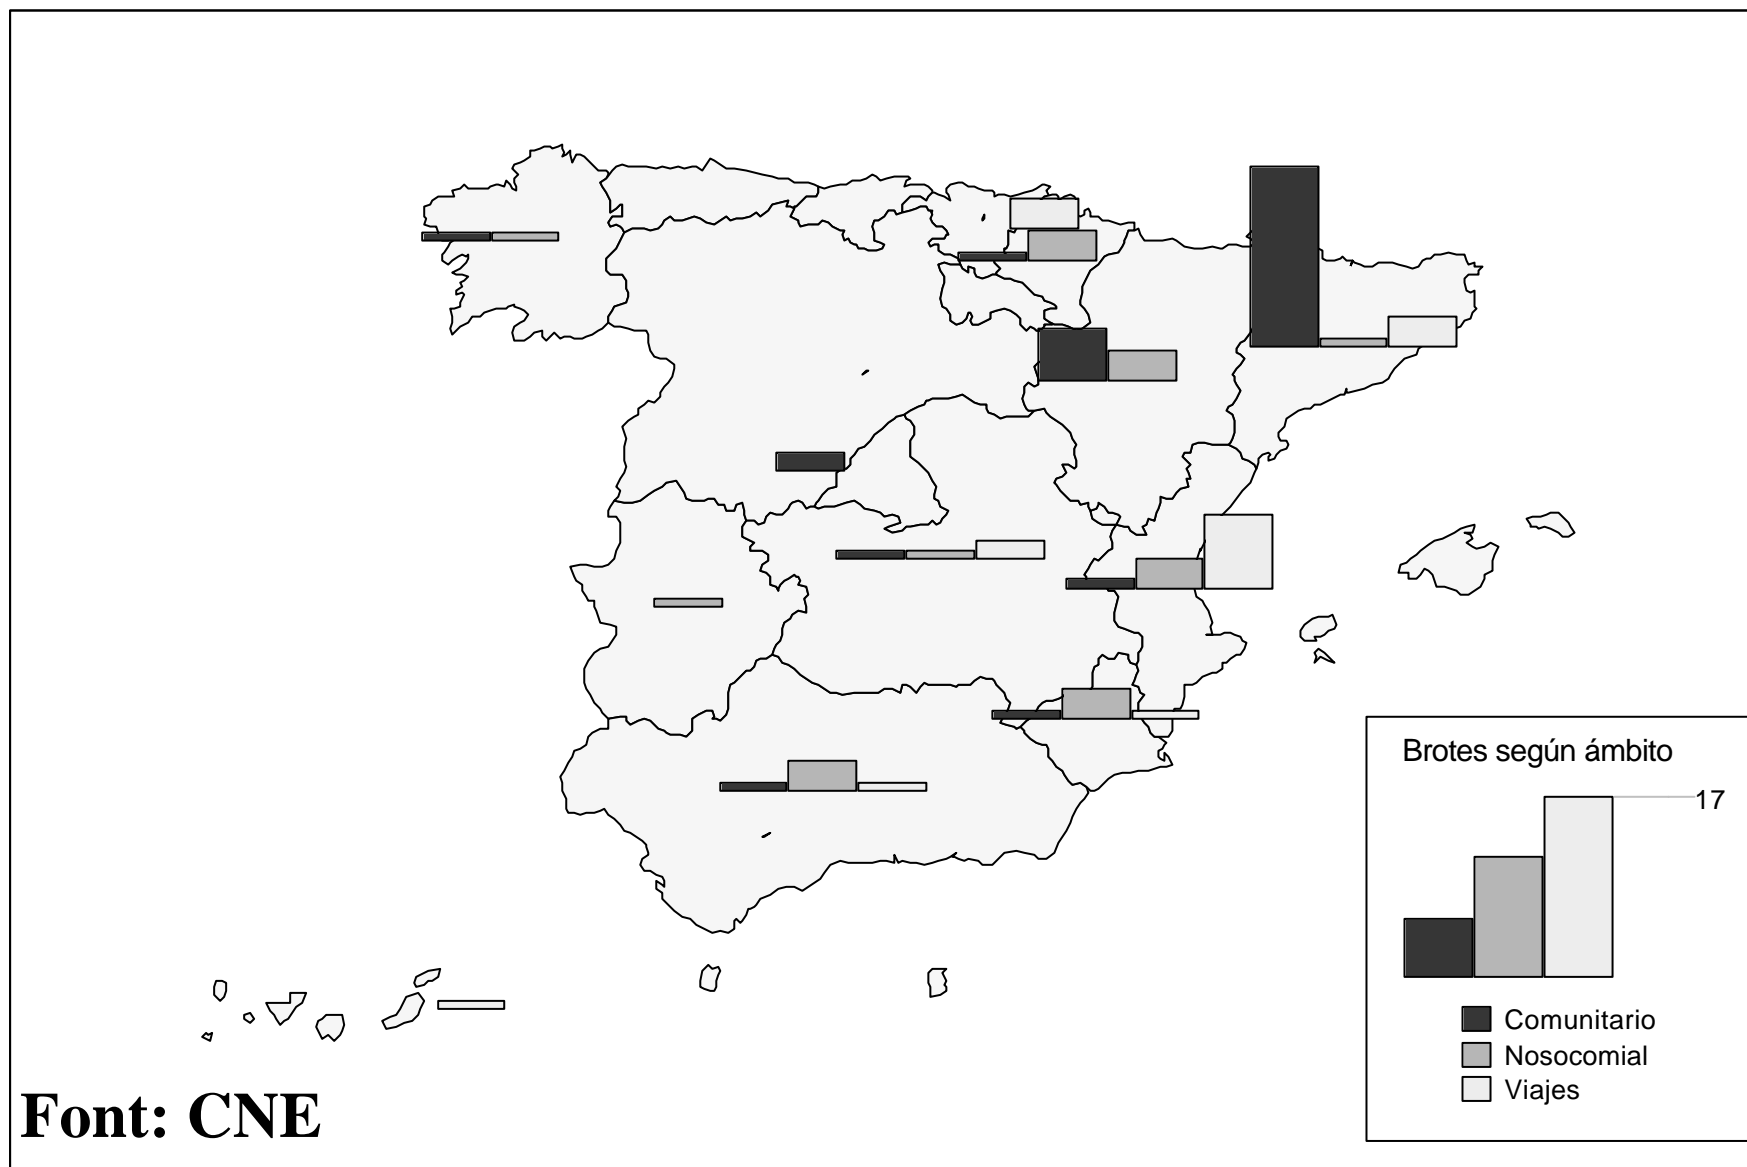 Brotes según ámbito
17
Comunitario
Nosocomial
Viajes
Font: CNE